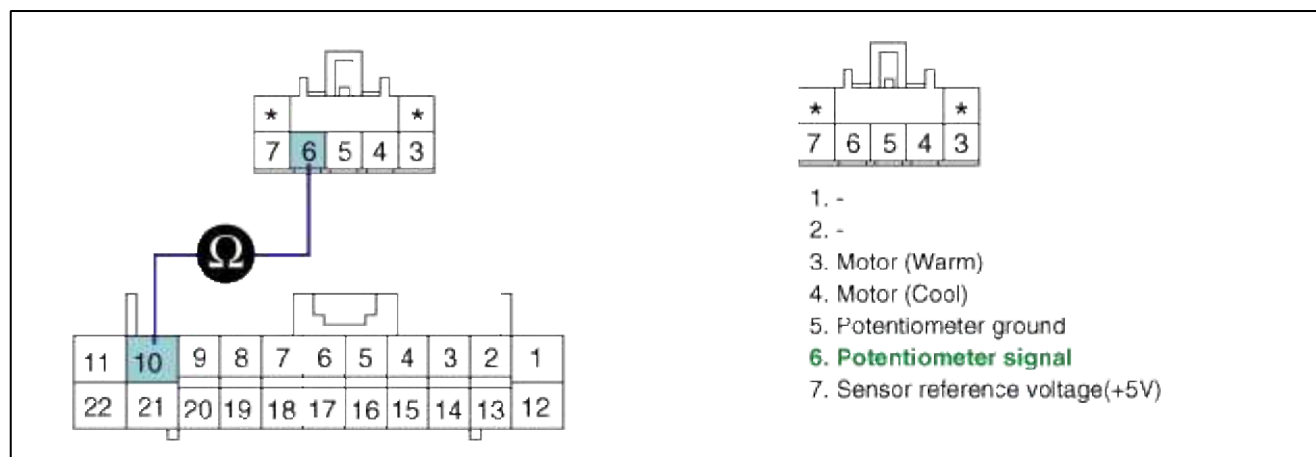 * *
7 6 5 4 3
Ω
11 10 9 8 7 6 5 4 3 2 1
22 21 20 19 18 17 16 15 14 13 12
* *
7 6 5 4 3
1. -
2. -
3. Motor (Warm)
4. Motor (Cool)
5. Potentiometer ground
6. Potentiometer signal
7. Sensor reference voltage(+5V)